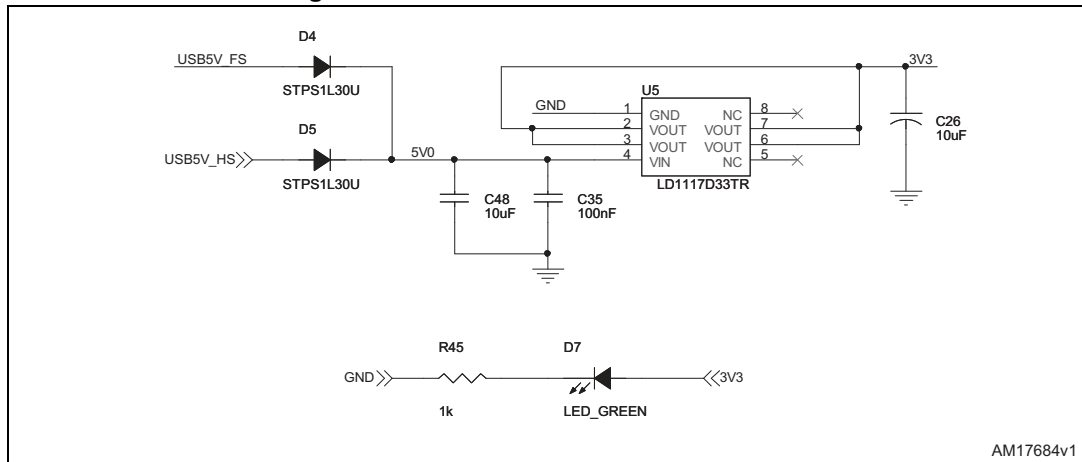 D4
USB5V_FS
STPS1L30U
D5
USB5V_HS
STPS1L30U
5V0
C48
10uF
C35
100nF
U5
GND
1 GND NC 8
2 VOUT VOUT 7
3 VOUT VOUT 6
4 VIN NC 5
LD1117D33TR
3V3
C26
10uF
R45
GND
1k
D7
LED_GREEN
3V3
AM17684v1